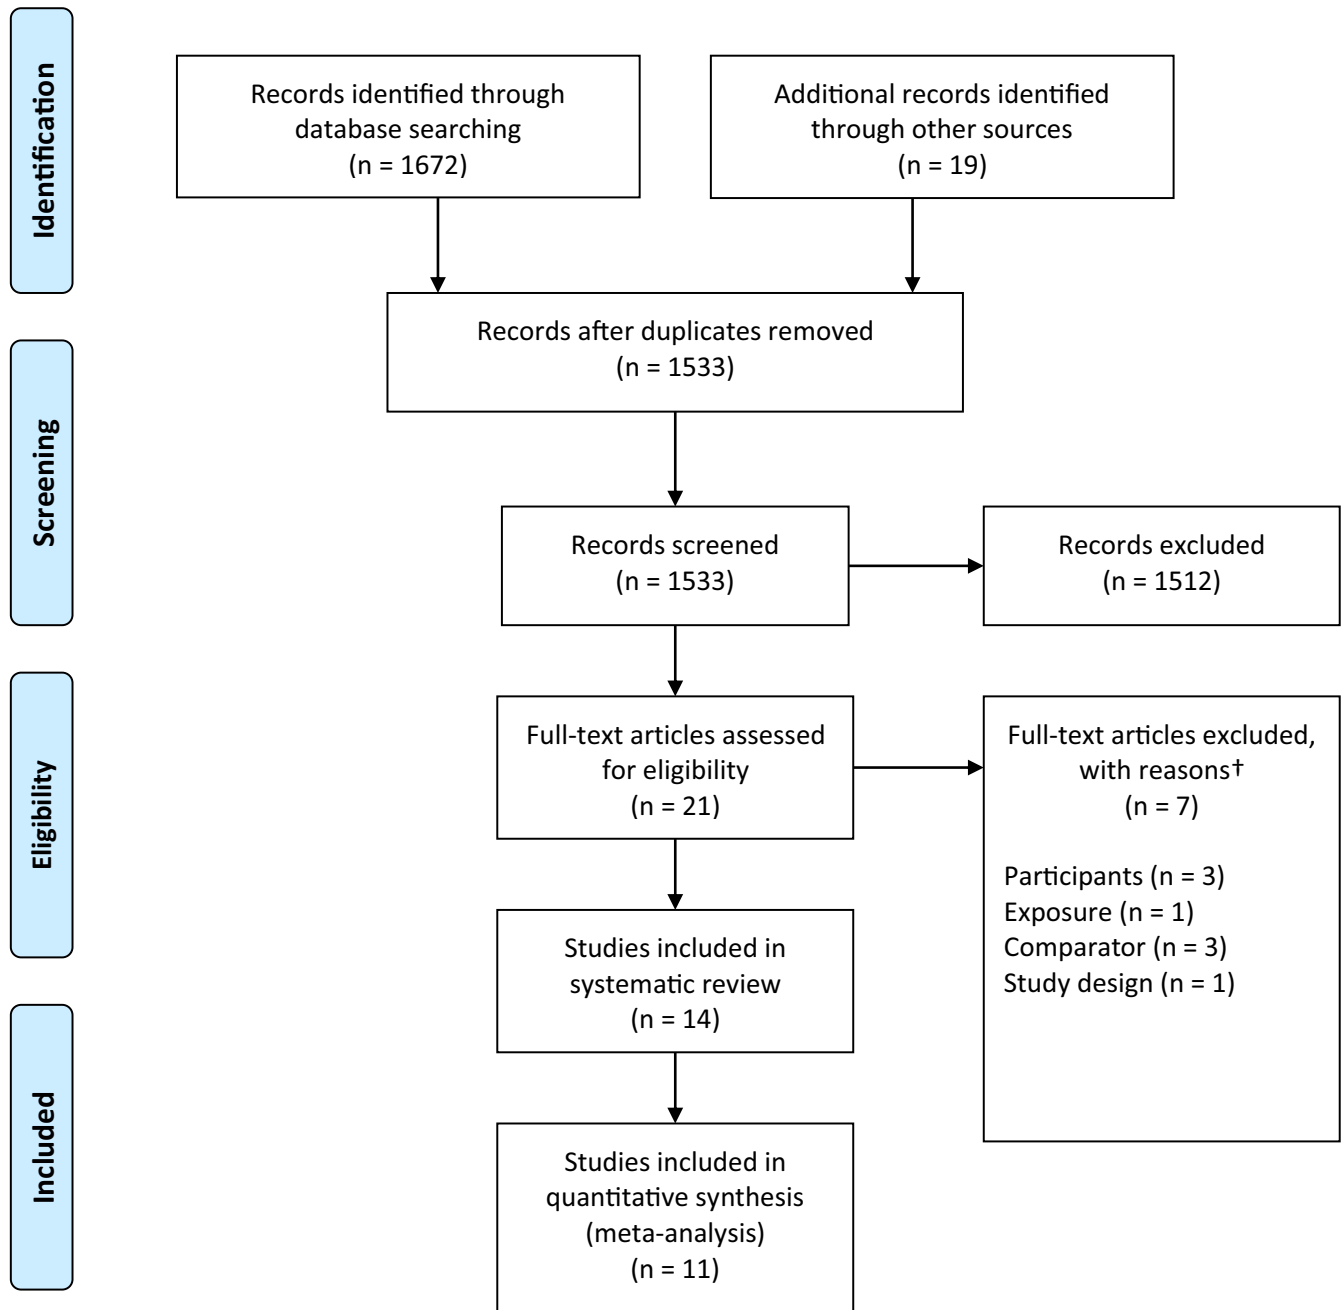 Identification
Records identified through
database searching
(n = 1672)
Additional records identified
through other sources
(n = 19)
Records after duplicates removed
(n = 1533)
Screening
Records screened
(n = 1533)
Records excluded
(n = 1512)
Eligibility
Full-text articles assessed
for eligibility
(n = 21)
Full-text articles excluded,
with reasons†
(n = 7)
Participants (n = 3)
Exposure (n = 1)
Comparator (n = 3)
Study design (n = 1)
Studies included in
systematic review
(n = 14)
Included
Studies included in
quantitative synthesis
(meta-analysis)
(n = 11)